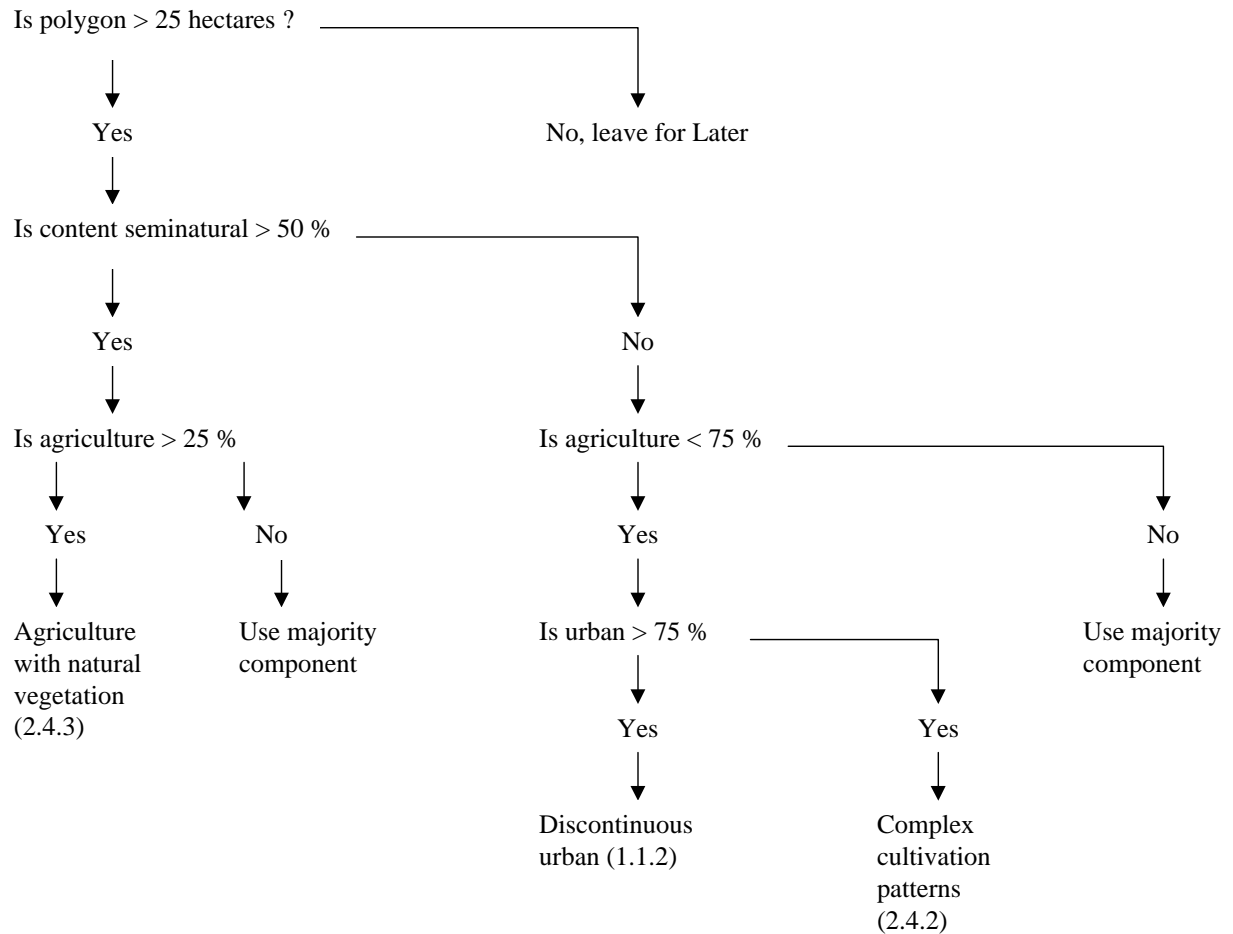 Is polygon > 25 hectares ?
Yes
No, leave for Later
Is content seminatural > 50 %
Yes
No
Is agriculture > 25 %
Is agriculture < 75 %
Yes
No
Yes
No
Agriculture
with natural
vegetation
(2.4.3)
Use majority
component
Is urban > 75 %
Use majority
component
Yes
Yes
Discontinuous
urban (1.1.2)
Complex
cultivation
patterns
(2.4.2)